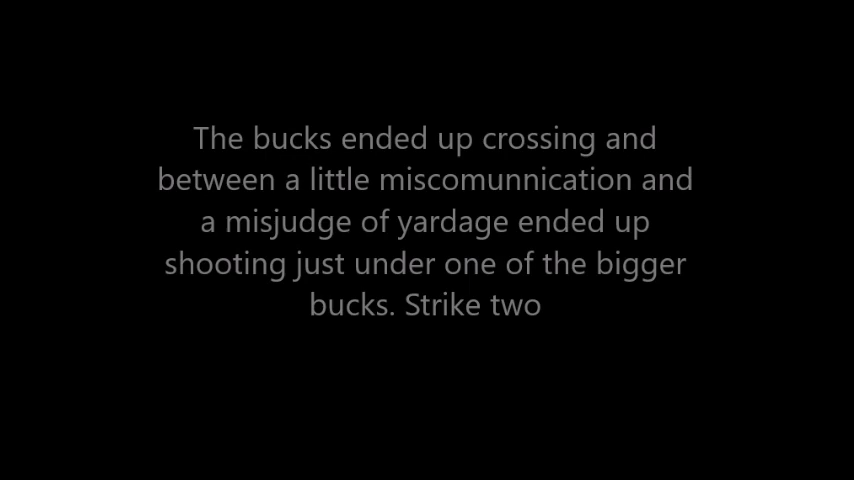 The bucks ended up crossing and
between a little miscomunnication and
a misjudge of yardage ended up
shooting just under one of the bigger
bucks. Strike two